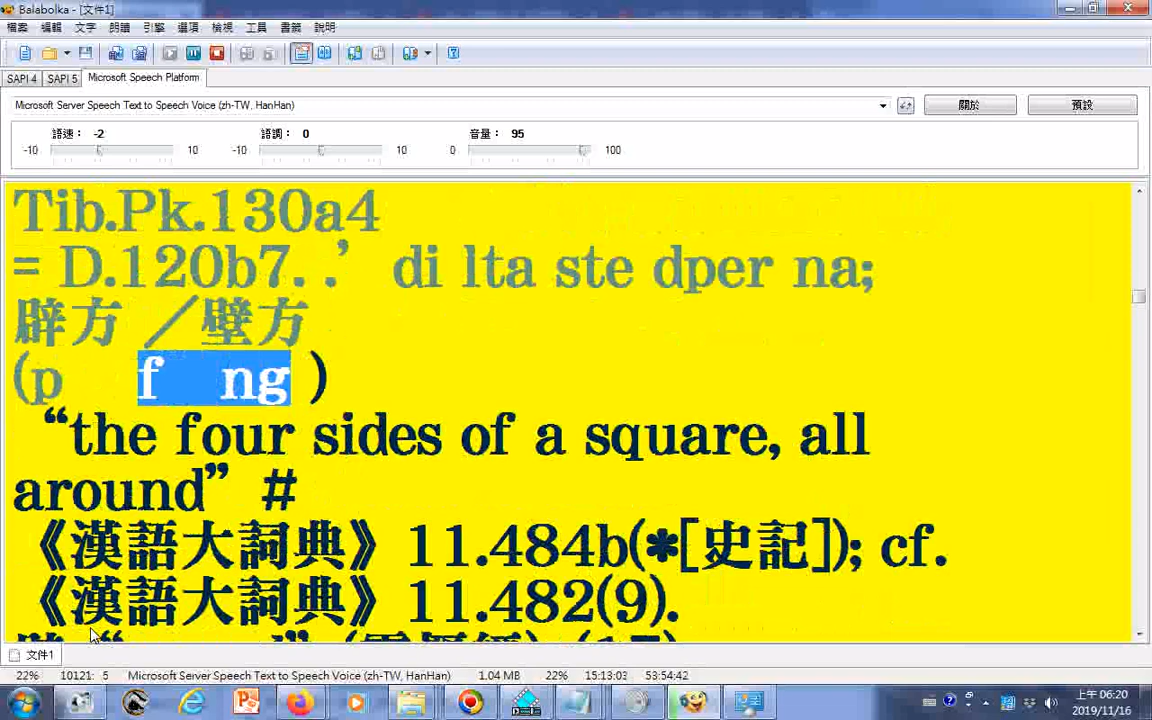 Balabolka - [文件1]
檔案 編輯 文字 朗讀 引擎 選項 檢視 工具 書籤 說明
SAPI 4 SAPI 5 Microsoft Speech Platform
Microsoft Server Speech Text to Speech Voice (zh-TW, HanHan) 關於 預設
語速： -2 語調： 0 音量： 95
-10 10 -10 10 0 100
Tib.Pk.130a4
= D.120b7. .’ di lta ste dper na;
辟方 ／壁方
(p f ng )
“the four sides of a square, all
around” #
《漢語大詞典》 11.484b(*[史記]); cf.
《漢語大詞典》 11.482(9).
文件1
22% 10121: 5 Microsoft Server Speech Text to Speech Voice (zh-TW, HanHan) 1.04 MB 22% 15:13:03 53:54:42
上午 06:20
2019/11/16